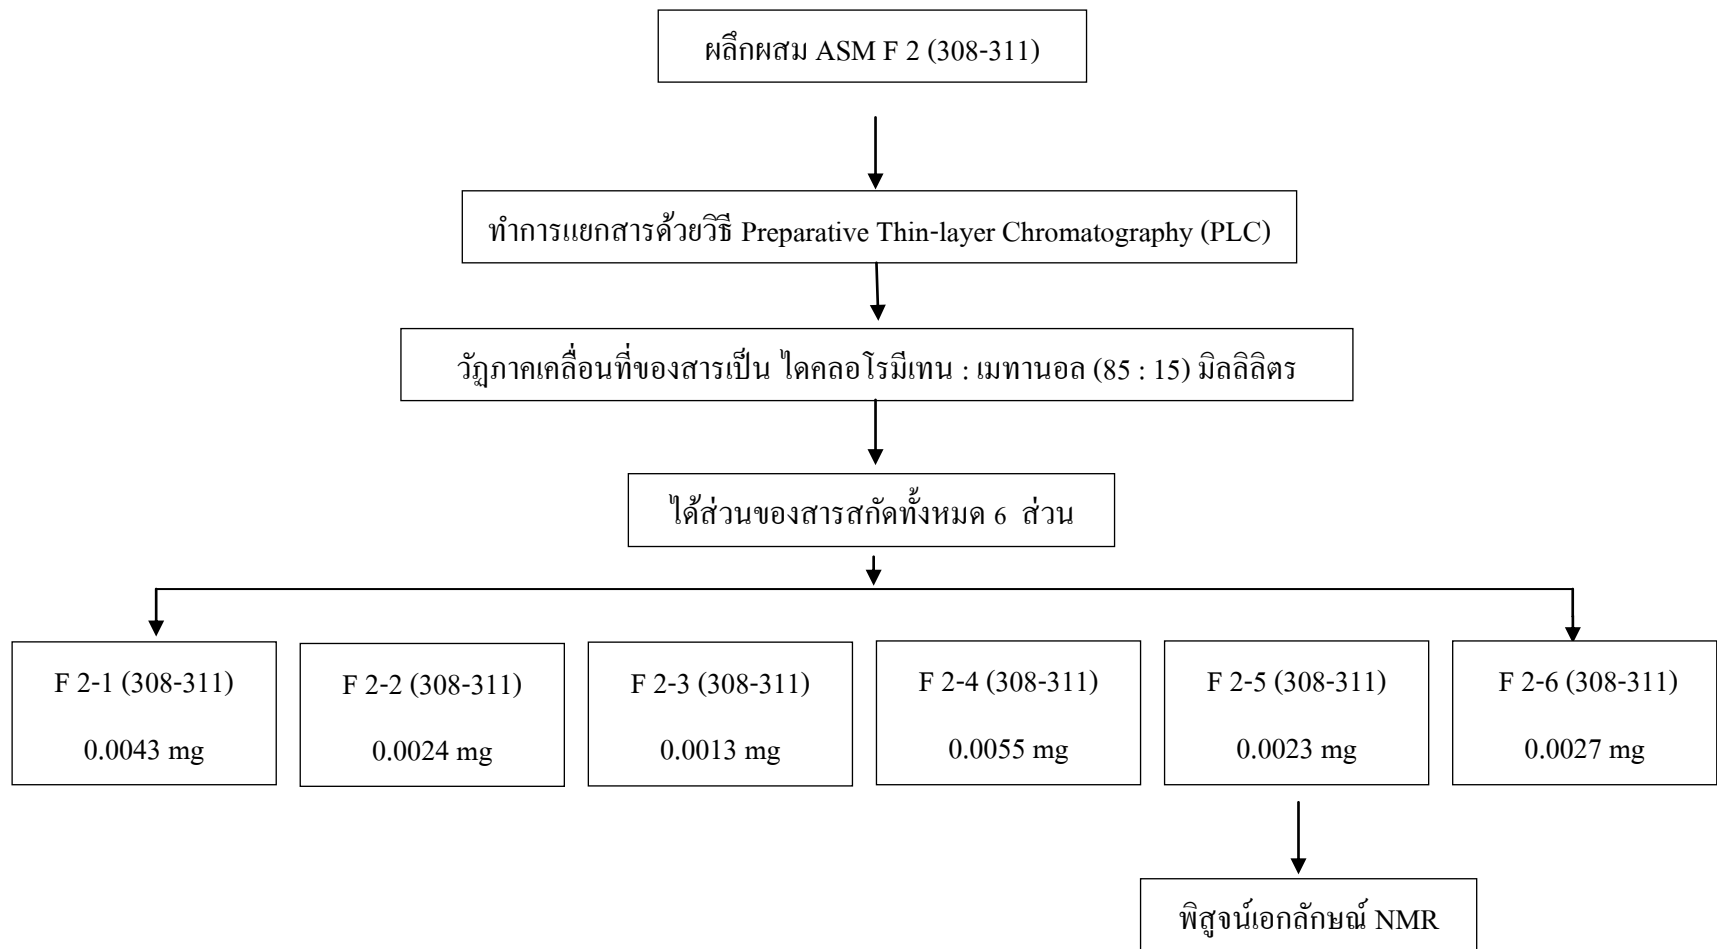 ผลึกผสม ASM F 2 (308-311)
ทำการแยกสารด้วยวิธี Preparative Thin-layer Chromatography (PLC)
วัฏภาคเคลื่อนที่ของสารเป็น ไดคลอโรมีเทน : เมทานอล (85 : 15) มิลลิลิตร
ได้ส่วนของสารสกัดทั้งหมด 6 ส่วน
F 2-1 (308-311)
0.0043 mg
F 2-2 (308-311)
0.0024 mg
F 2-3 (308-311)
0.0013 mg
F 2-4 (308-311)
0.0055 mg
F 2-5 (308-311)
0.0023 mg
F 2-6 (308-311)
0.0027 mg
พิสูจน์เอกลักษณ์ NMR